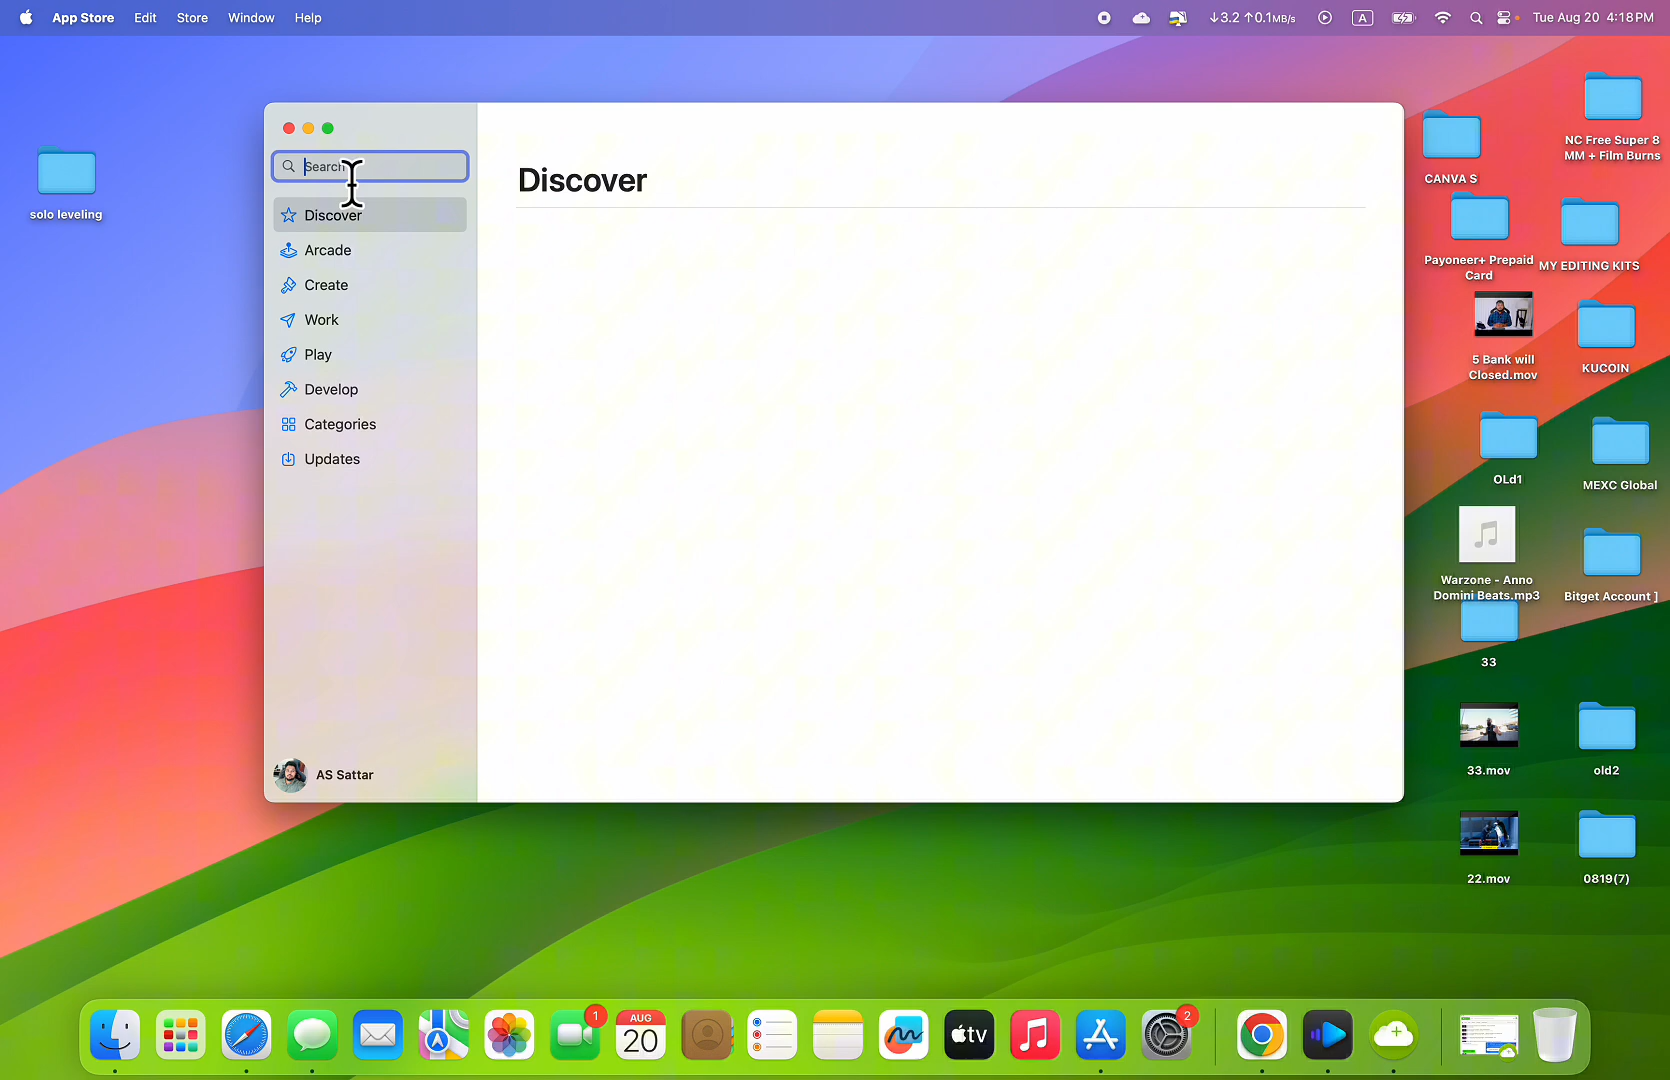 App Store Edit Store Window Help
↓3.2 ↑0.1MB/s A Tue Aug 20 4:18 PM
solo leveling
Search
Discover
Arcade
Create
Work
Play
Develop
Categories
Updates
AS Sattar
Discover
NC Free Super 8
MM + Film Burns
CANVA S
Payoneer+ Prepaid
Card
MY EDITING KITS
5 Bank will
Closed.mov
KUCOIN
OLd1
MEXC Global
Warzone - Anno
Domini Beats.mp3
Bitget Account ]
33
33.mov
old2
22.mov
0819(7)
1
AUG
20
tv
2